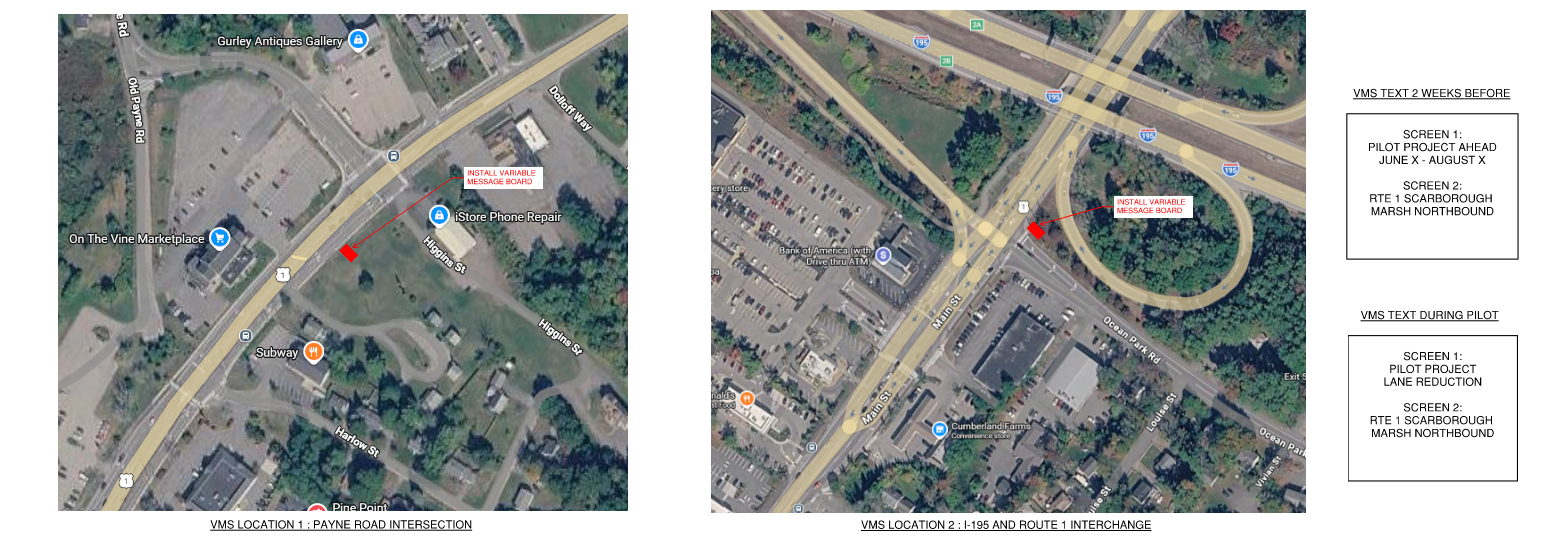 e Rd
Gurley Antiques Gallery
Old Payne Rd
Dolloff Way
INSTALL VARIABLE
MESSAGE BOARD
iStore Phone Repair
On The Vine Marketplace
Higgins St
1
Higgins St
Subway
Harlow St
1
Pine Point
VMS LOCATION 1 : PAYNE ROAD INTERSECTION
2A
195
2B
195
195
195
ery store
INSTALL VARIABLE
MESSAGE BOARD
1
Bank of America (with
Drive thru ATM)
Main St
Ocean Park Rd
Exit 5
nald's
Main St
Louise St
Cumberland Farms
Convenience store
Ocean Park
Vivian St
uise St
VMS LOCATION 2 : I-195 AND ROUTE 1 INTERCHANGE
VMS TEXT 2 WEEKS BEFORE
SCREEN 1:
PILOT PROJECT AHEAD
JUNE X - AUGUST X
SCREEN 2:
RTE 1 SCARBOROUGH
MARSH NORTHBOUND
VMS TEXT DURING PILOT
SCREEN 1:
PILOT PROJECT
LANE REDUCTION
SCREEN 2:
RTE 1 SCARBOROUGH
MARSH NORTHBOUND